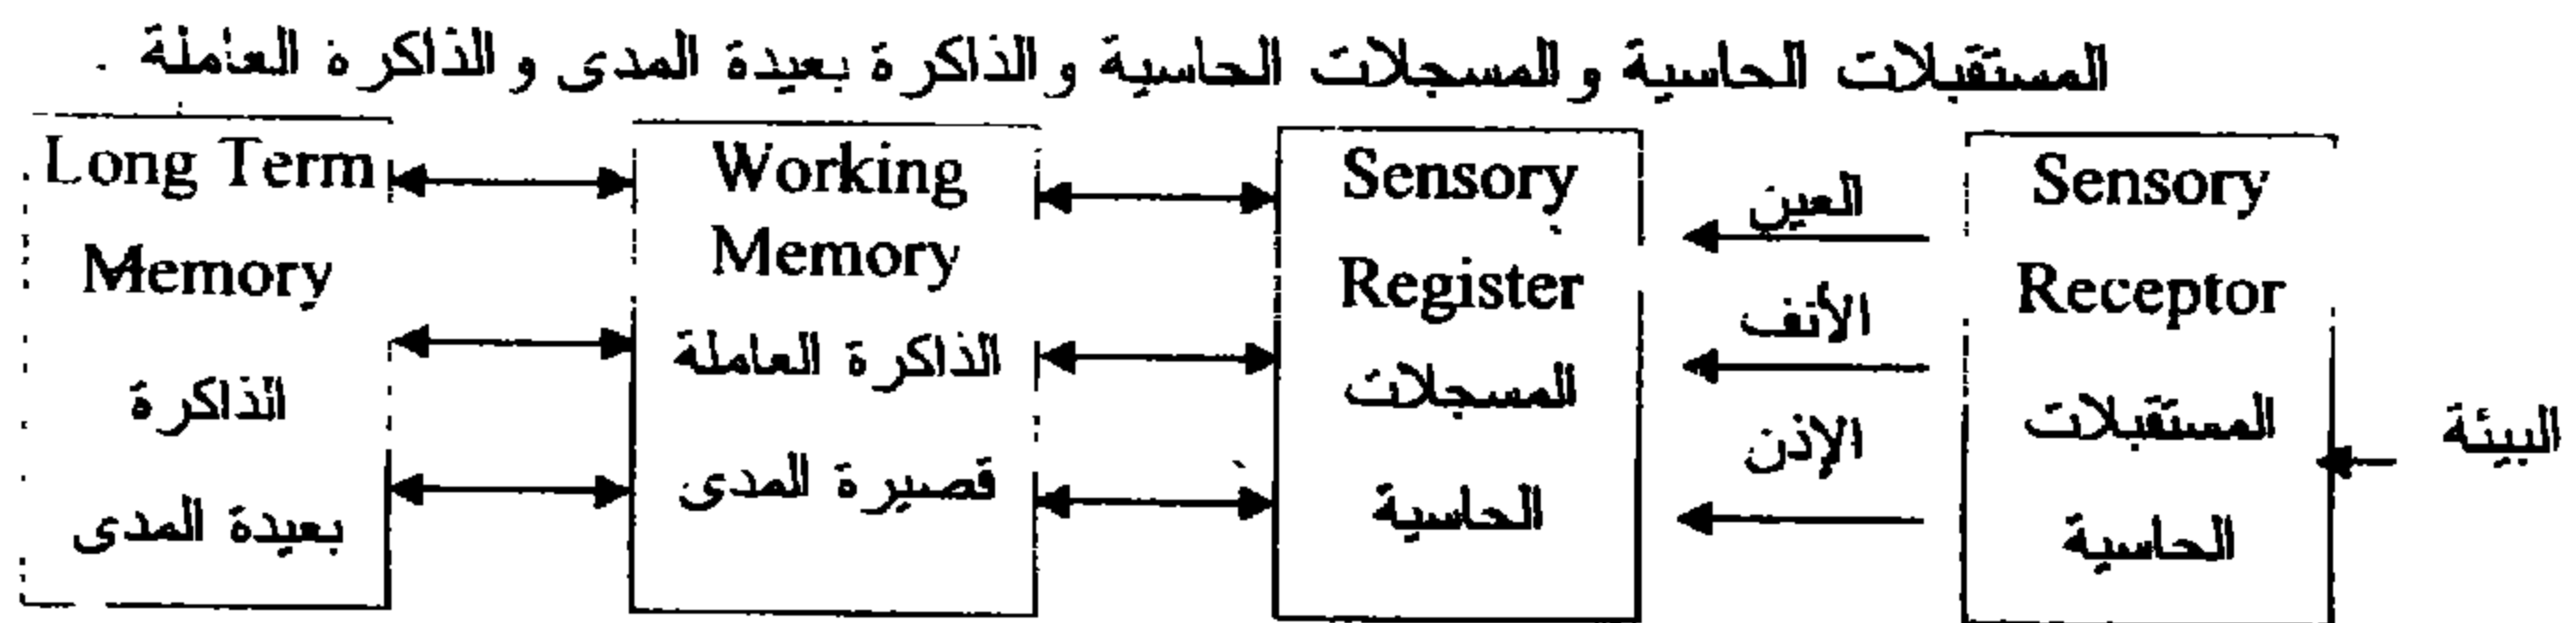 المستقبلات الحاسية والمسجلات الحاسية والذاكرة بعيدة المدى والذاكرة العاملة .
البيئة
Sensory
Receptor
المستقبلات
الحاسية
العين
الأنف
الإذن
Sensory
Register
المسجلات
الحاسية
Working
Memory
الذاكرة العاملة
قصيرة المدى
Long Term
Memory
الذاكرة
بعيدة المدى